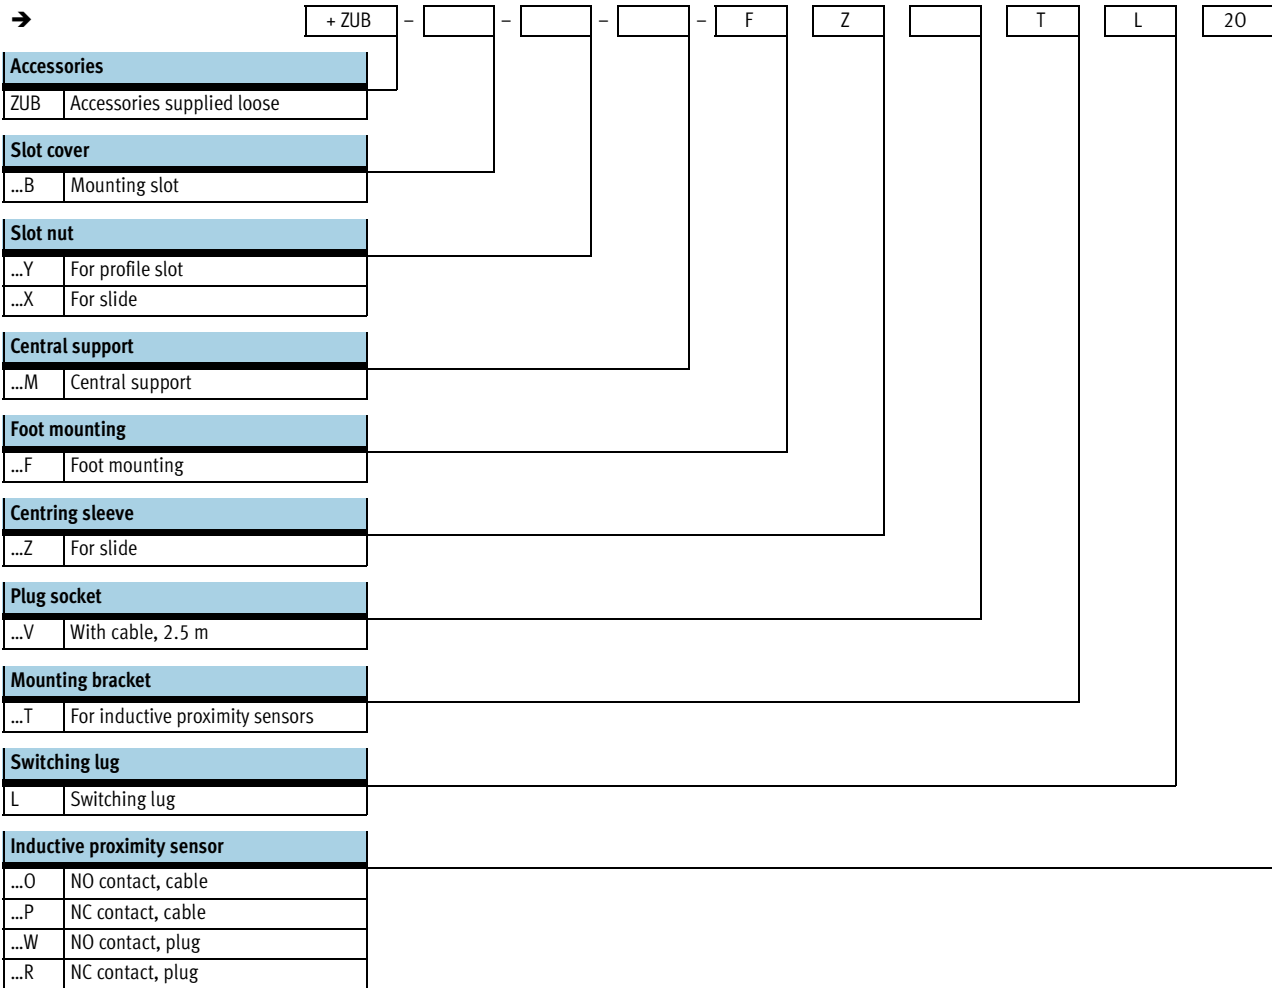 ➔ + ZUB – – – – F Z T L 2O
Accessories
ZUB Accessories supplied loose
Slot cover
...B Mounting slot
Slot nut
...Y For profile slot
...X For slide
Central support
...M Central support
Foot mounting
...F Foot mounting
Centring sleeve
...Z For slide
Plug socket
...V With cable, 2.5 m
Mounting bracket
...T For inductive proximity sensors
Switching lug
L Switching lug
Inductive proximity sensor
...O NO contact, cable
...P NC contact, cable
...W NO contact, plug
...R NC contact, plug